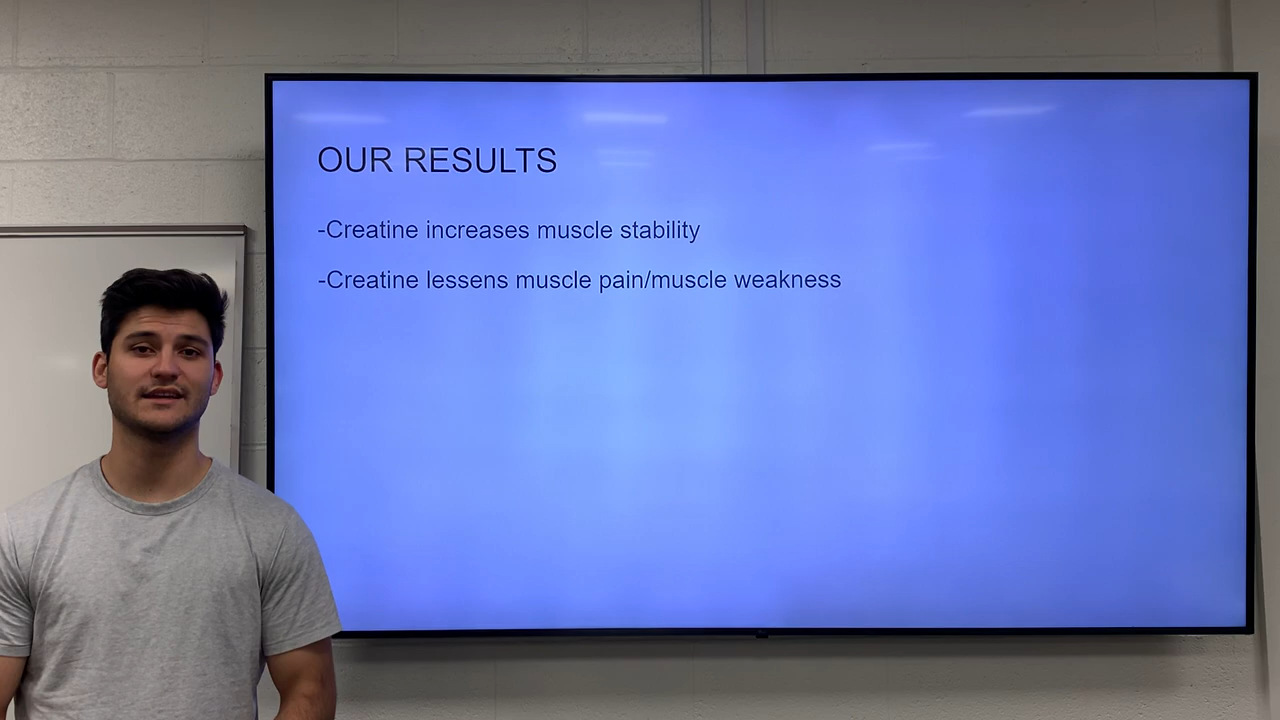 OUR RESULTS
-Creatine increases muscle stability
-Creatine lessens muscle pain/muscle weakness